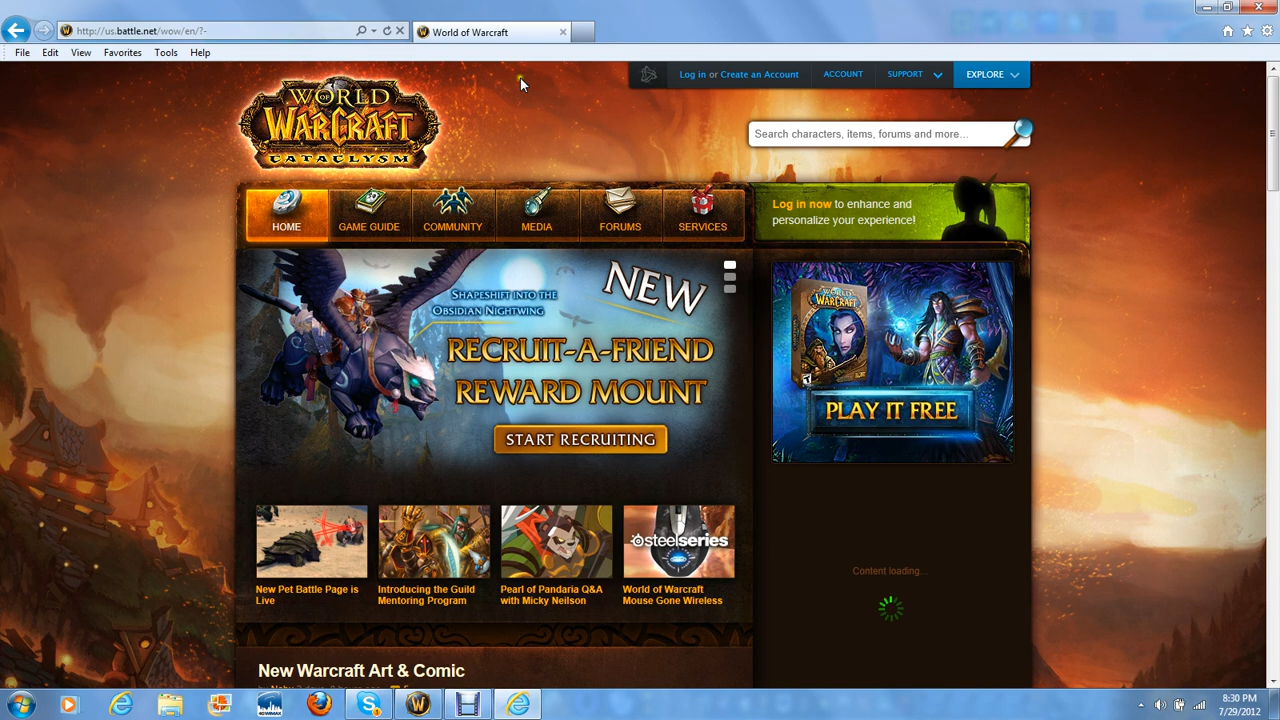 http://us.battle.net/wow/en/?-
World of Warcraft
File Edit View Favorites Tools Help
WORLD
OF
WARCRAFT
CATACLYSM
Log in or Create an Account
ACCOUNT
SUPPORT
EXPLORE
Search characters, items, forums and more...
HOME
GAME GUIDE
COMMUNITY
MEDIA
FORUMS
SERVICES
Log in now to enhance and
personalize your experience!
SHAPESHIFT INTO THE
OBSIDIAN NIGHTWING
NEW
RECRUIT-A-FRIEND
REWARD MOUNT
START RECRUITING
WORLD
WARCRAFT
PLAY IT FREE
steelseries
New Pet Battle Page is
Live
Introducing the Guild
Mentoring Program
Pearl of Pandaria Q&A
with Micky Neilson
World of Warcraft
Mouse Gone Wireless
Content loading...
New Warcraft Art & Comic
8:30 PM
7/29/2012